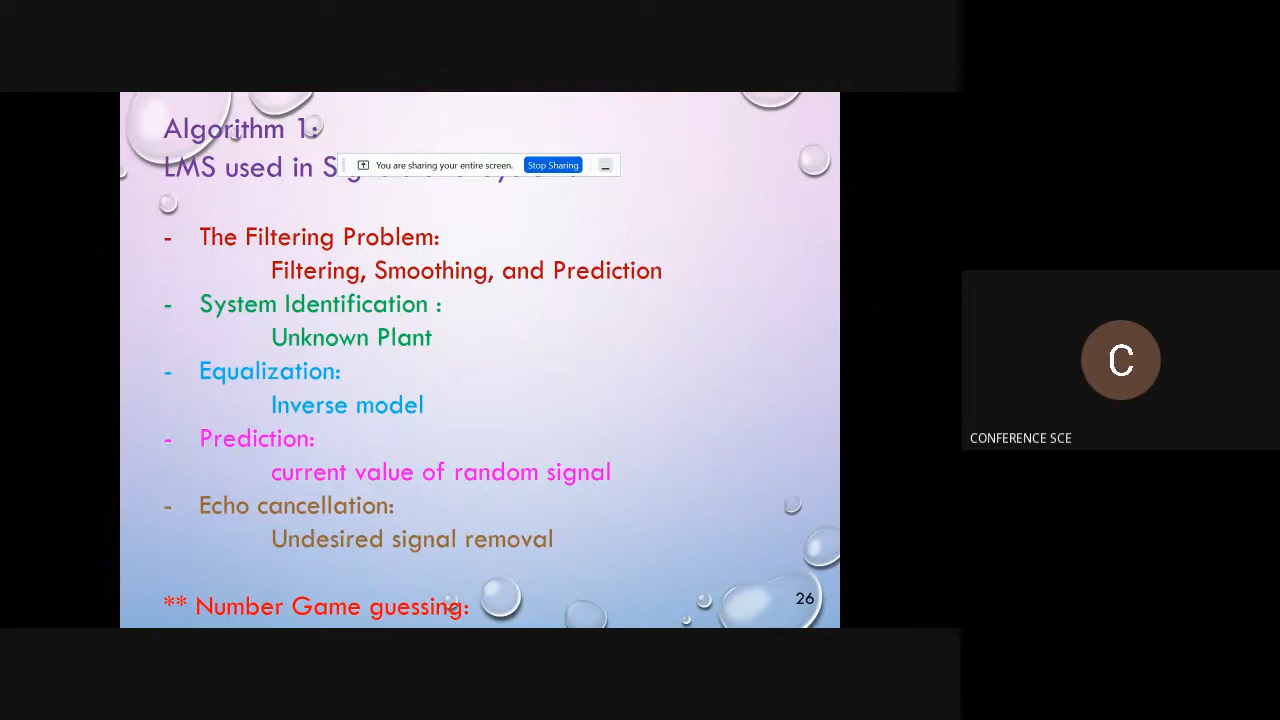 Algorithm 1:
LMS used in
You are sharing your entire screen. Stop Sharing
- The Filtering Problem:
Filtering, Smoothing, and Prediction
- System Identification :
Unknown Plant
- Equalization:
Inverse model
- Prediction:
current value of random signal
- Echo cancellation:
Undesired signal removal
** Number Game guessing:
26
C
CONFERENCE SCE